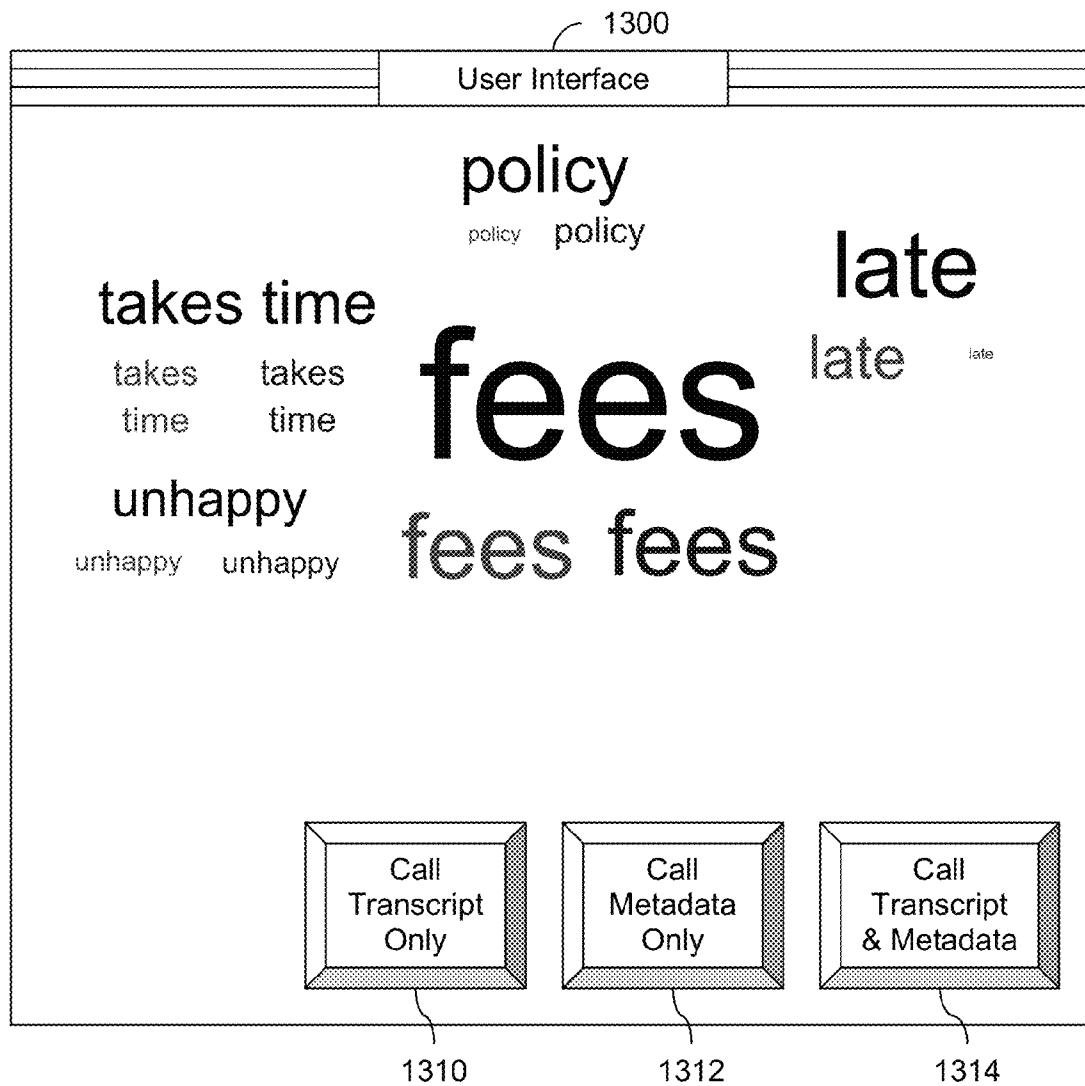 1300
User Interface
policy
policy policy
late
late late
takes time
takes takes
time time
fees
fees fees
unhappy
unhappy unhappy
Call
Transcript
Only
Call
Metadata
Only
Call
Transcript
& Metadata
1310 1312 1314